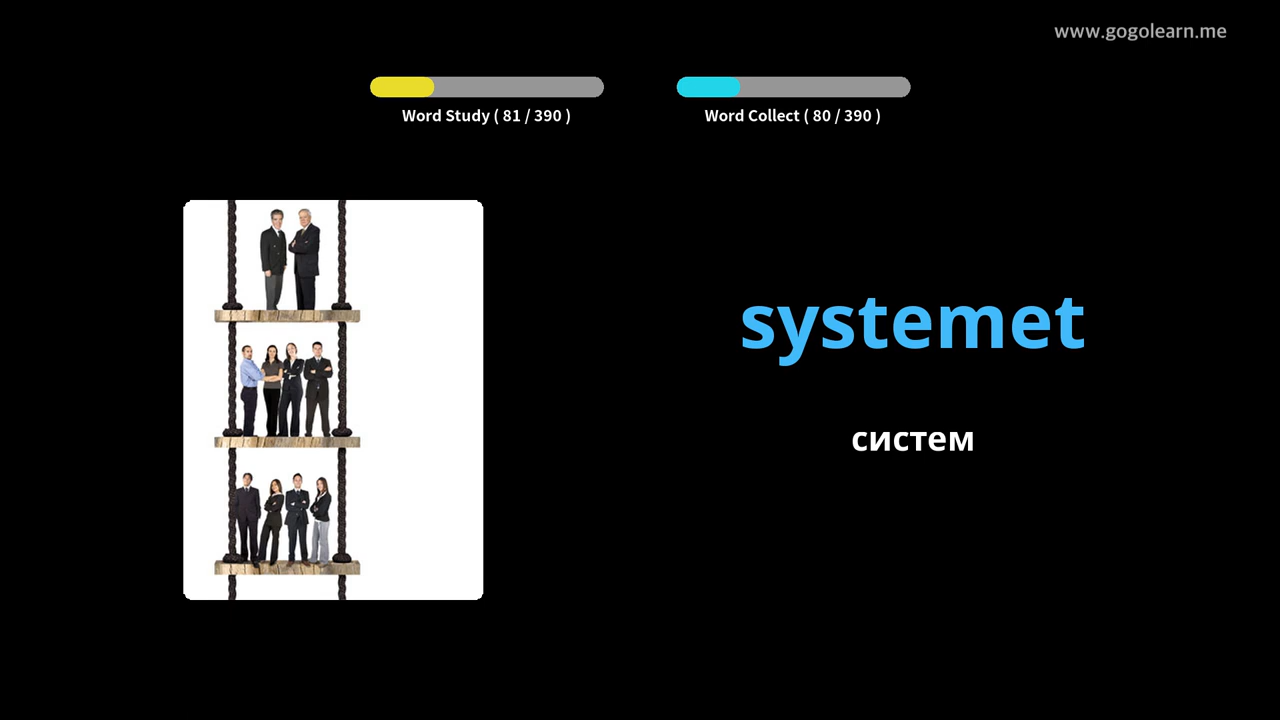 www.gogolearn.me
Word Study ( 81 / 390 )
Word Collect ( 80 / 390 )
systemet
систем